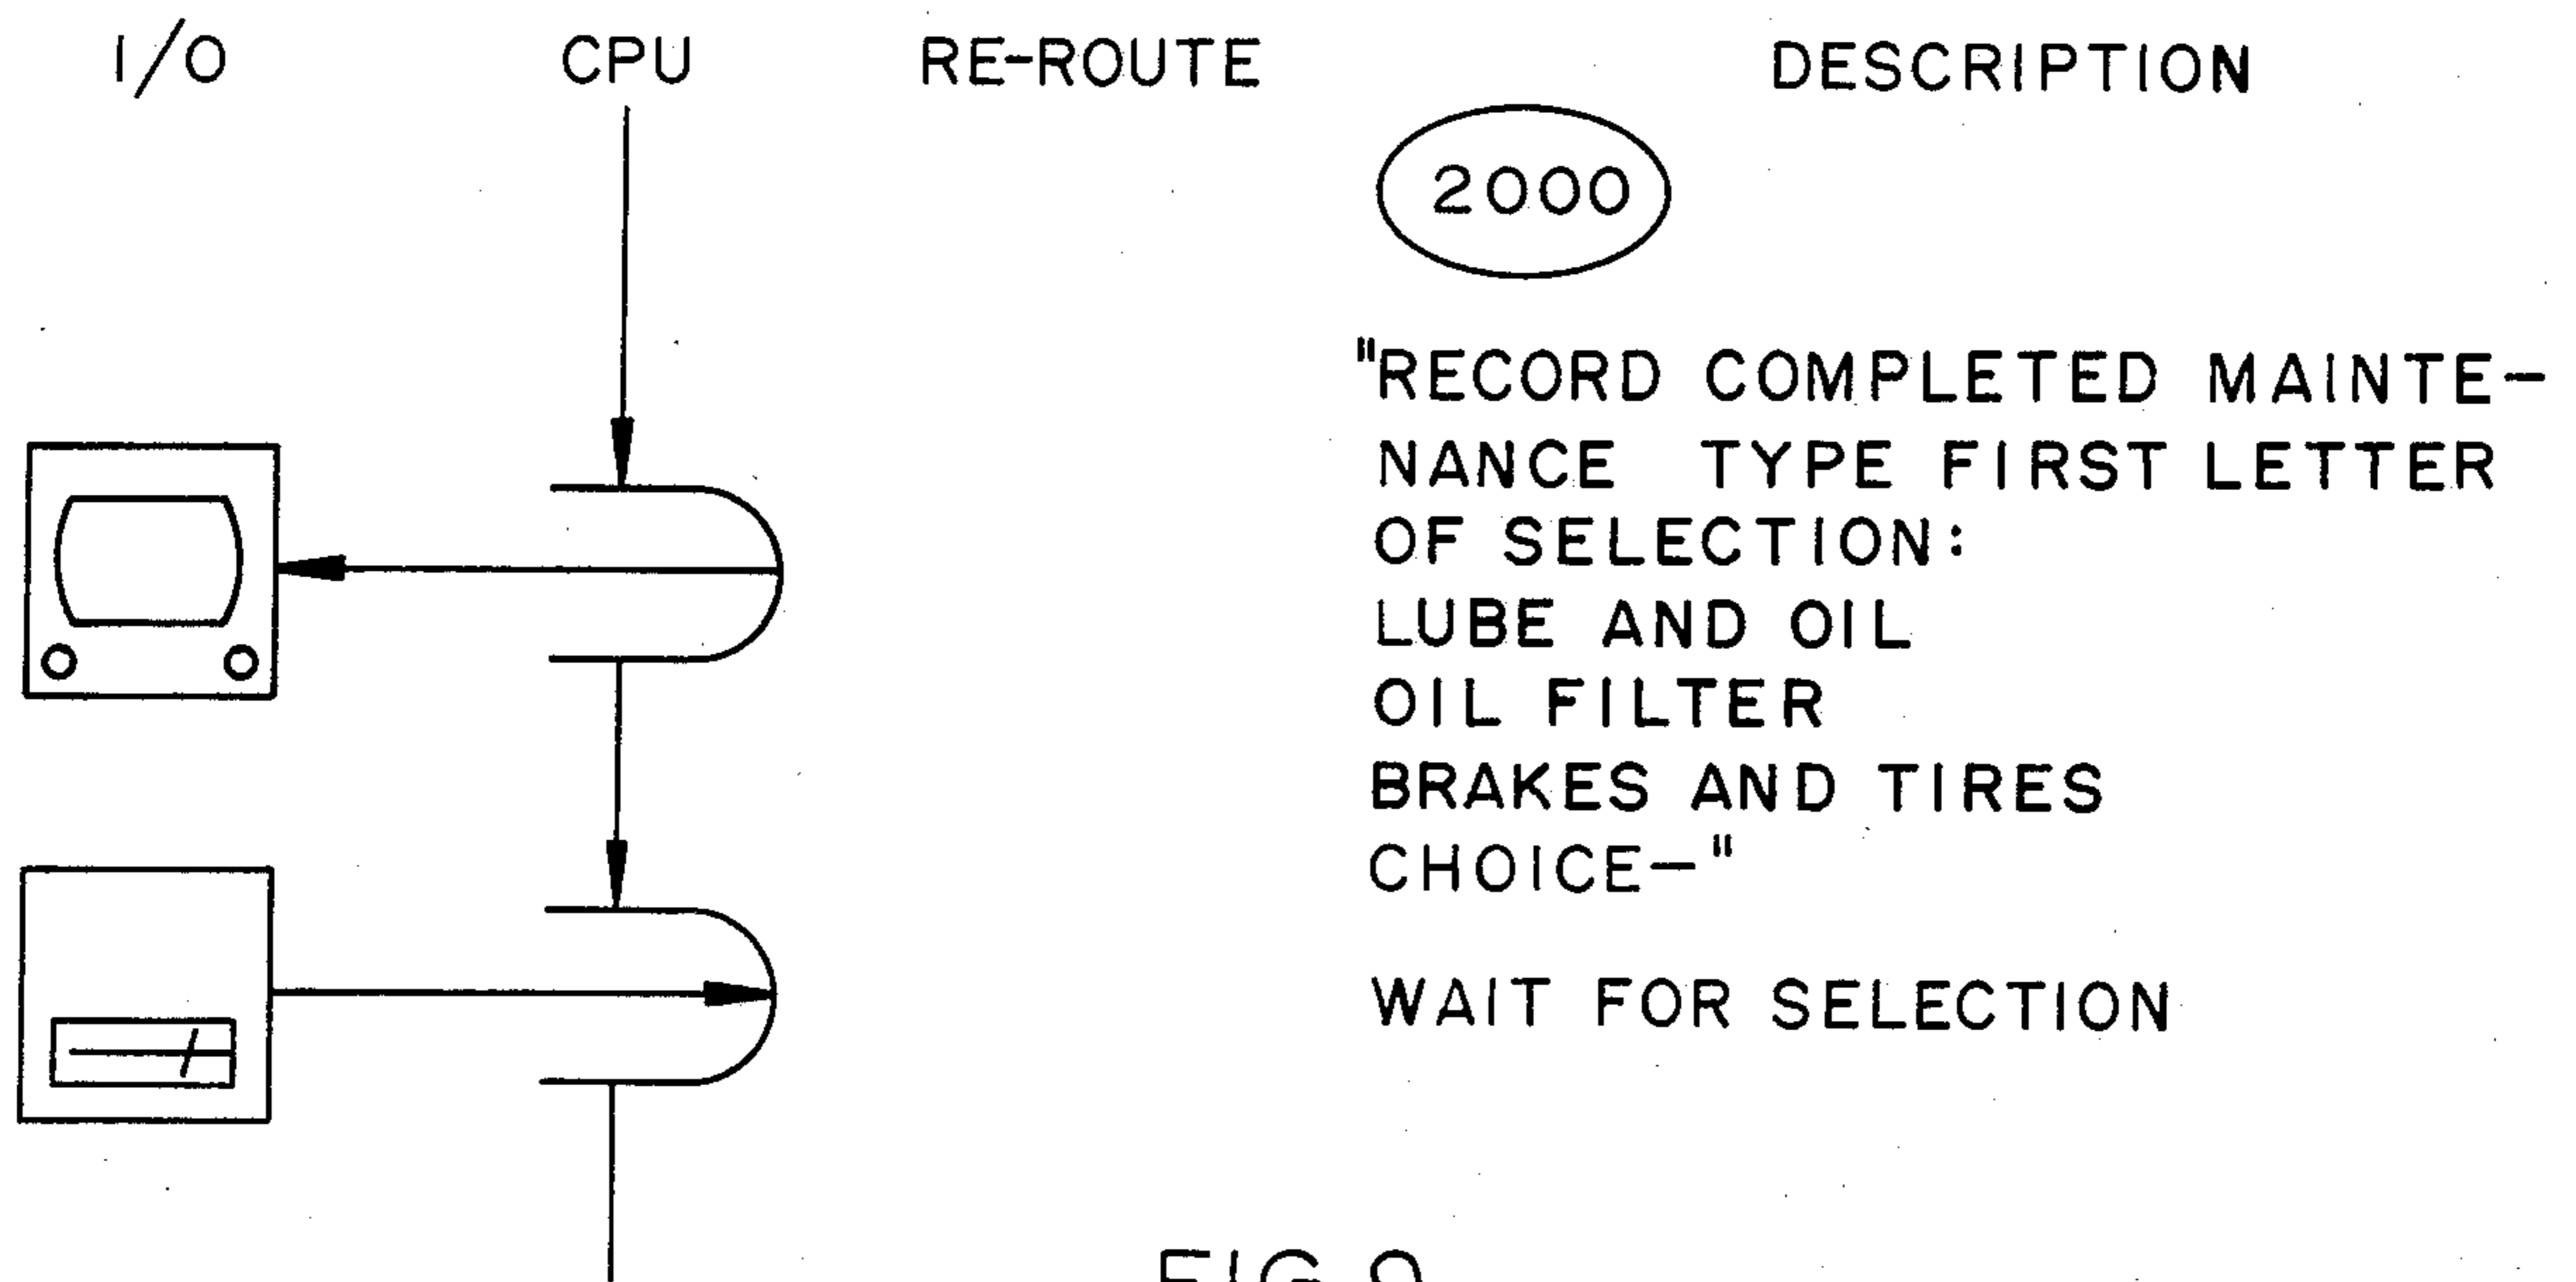 I/O CPU RE-ROUTE DESCRIPTION
2000
"RECORD COMPLETED MAINTE-
NANCE TYPE FIRST LETTER
OF SELECTION:
LUBE AND OIL
OIL FILTER
BRAKES AND TIRES
CHOICE-"
WAIT FOR SELECTION
FIG